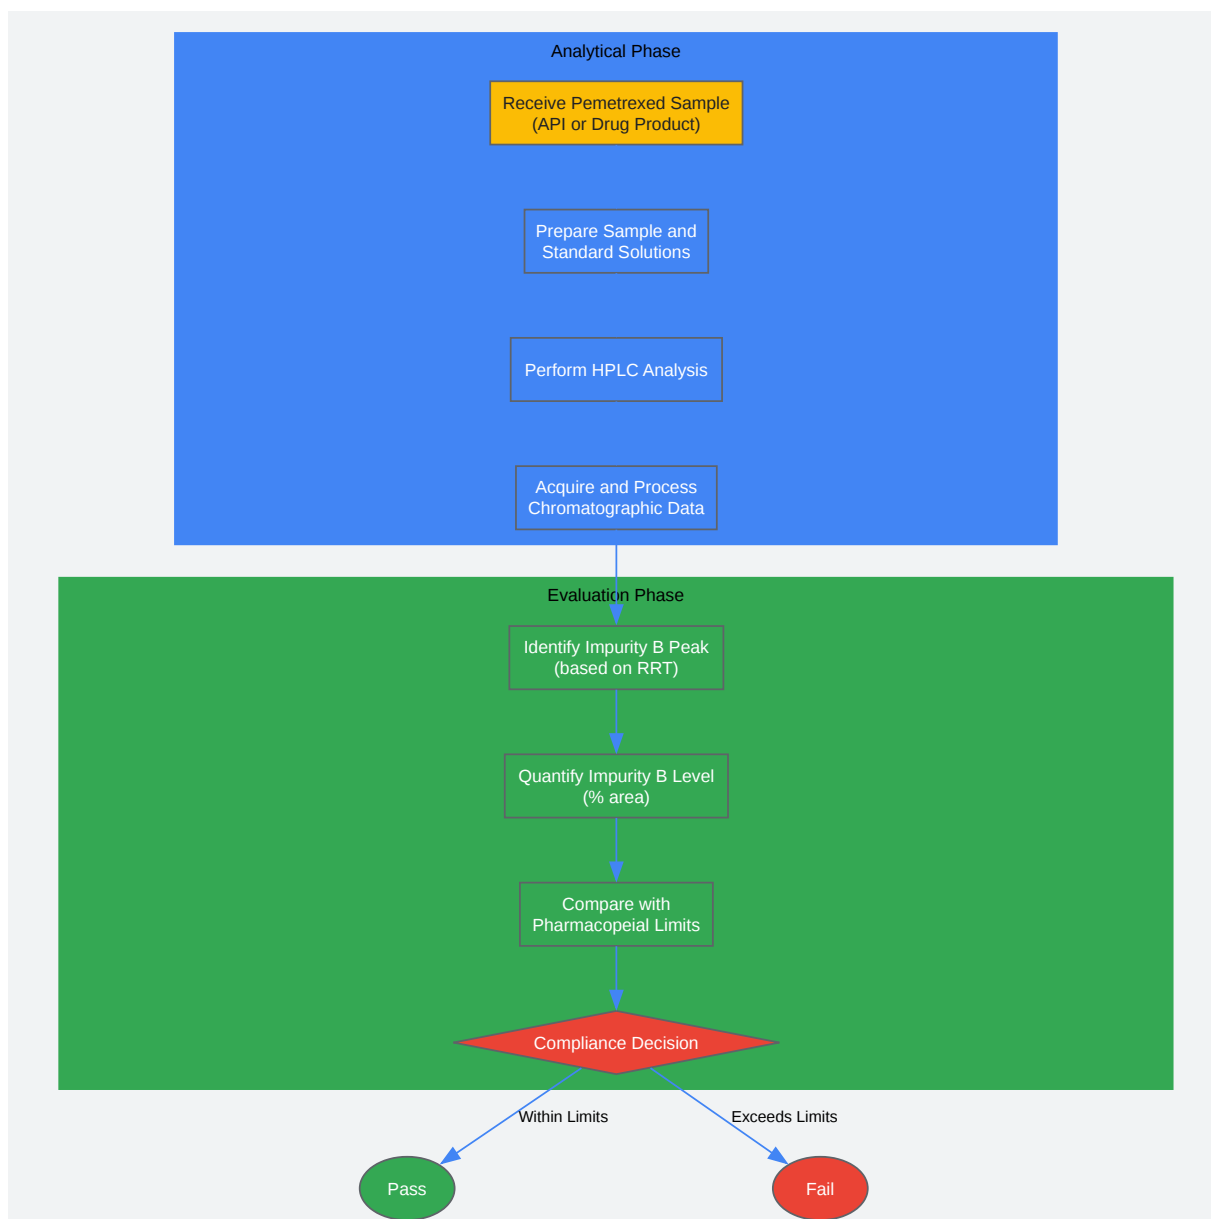 Analytical Phase
Receive Pemetrexed Sample
(API or Drug Product)
Prepare Sample and
Standard Solutions
Perform HPLC Analysis
Acquire and Process
Chromatographic Data
Evaluation Phase
Identify Impurity B Peak
(based on RRT)
Quantify Impurity B Level
(% area)
Compare with
Pharmacopeial Limits
Compliance Decision
Within Limits
Exceeds Limits
Pass
Fail